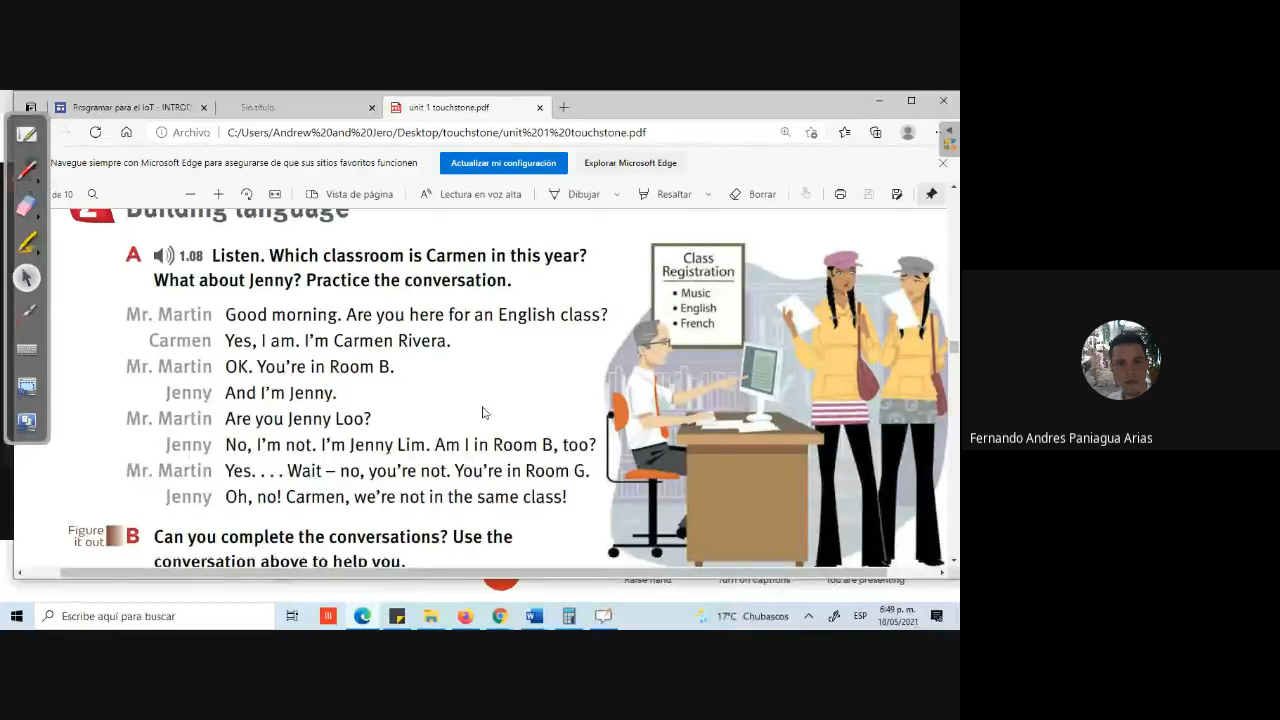 Programar para el IoT - INTROD
Sin título
unit 1 touchstone.pdf
Archivo
C:/Users/Andrew%20and%20Jero/Desktop/touchstone/unit%201%20touchstone.pdf
Navegue siempre con Microsoft Edge para asegurarse de que sus sitios favoritos funcionen
Actualizar mi configuración
Explorar Microsoft Edge
de 10
Vista de página
Lectura en voz alta
Dibujar
Resaltar
Borrar
2 Building language
A 1.08 Listen. Which classroom is Carmen in this year?
What about Jenny? Practice the conversation.
Mr. Martin Good morning. Are you here for an English class?
Carmen Yes, I am. I'm Carmen Rivera.
Mr. Martin OK. You're in Room B.
Jenny And I'm Jenny.
Mr. Martin Are you Jenny Loo?
Jenny No, I'm not. I'm Jenny Lim. Am I in Room B, too?
Mr. Martin Yes. . . . Wait – no, you're not. You're in Room G.
Jenny Oh, no! Carmen, we're not in the same class!
Class
Registration
• Music
• English
• French
Figure
it out
B Can you complete the conversations? Use the
conversation above to help you.
Raise hand
Turn on captions
You are presenting
Escribe aquí para buscar
17°C Chubascos
ESP
6:49 p. m.
18/05/2021
Fernando Andres Paniagua Arias